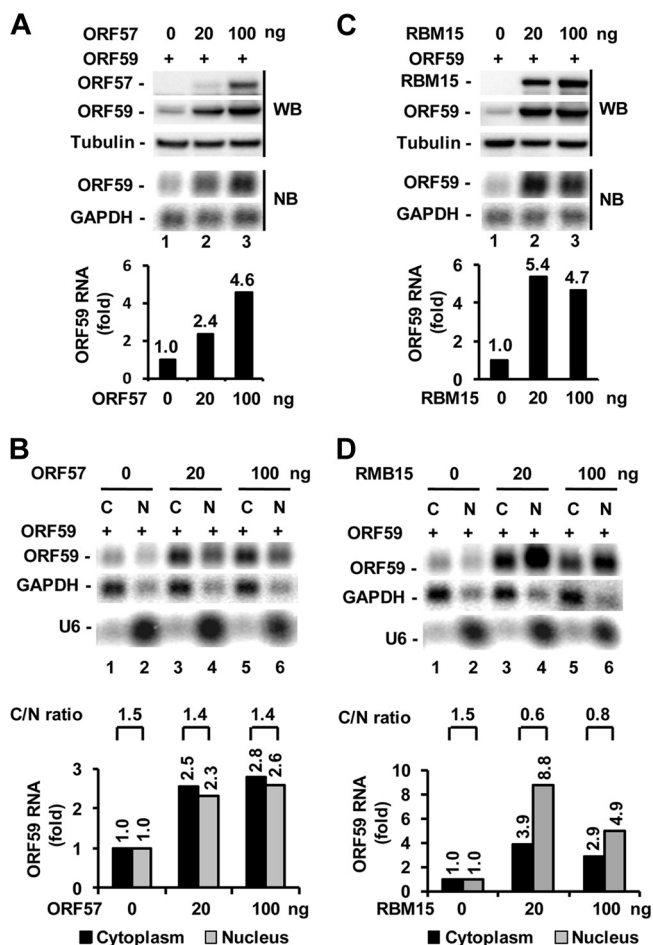 A
ORF57 0 20 100 ng
ORF59 + + +
ORF57 -
ORF59 -
Tubulin -
WB
ORF59 -
GAPDH -
NB
1 2 3
ORF59 RNA
(fold)
6
4
2
0
1.0
2.4
4.6
ORF57 0 20 100 ng
C
RBM15 0 20 100 ng
ORF59 + + +
RBM15 -
ORF59 -
Tubulin -
WB
ORF59 -
GAPDH -
NB
1 2 3
ORF59 RNA
(fold)
6
4
2
0
1.0
5.4
4.7
RBM15 0 20 100 ng
B
ORF57 0 20 100 ng
C N C N C N
ORF59 + + + + + +
ORF59 -
GAPDH -
U6 -
1 2 3 4 5 6
C/N ratio 1.5 1.4 1.4
ORF59 RNA
(fold)
3
2
1
0
1.0 1.0
2.5 2.3
2.8 2.6
ORF57 0 20 100 ng
Cytoplasm Nucleus
D
RMB15 0 20 100 ng
C N C N C N
ORF59 + + + + + +
ORF59 -
GAPDH -
U6 -
1 2 3 4 5 6
C/N ratio 1.5 0.6 0.8
ORF59 RNA
(fold)
10
8
6
4
2
0
1.0 1.0
3.9 8.8
2.9 4.9
RBM15 0 20 100 ng
Cytoplasm Nucleus